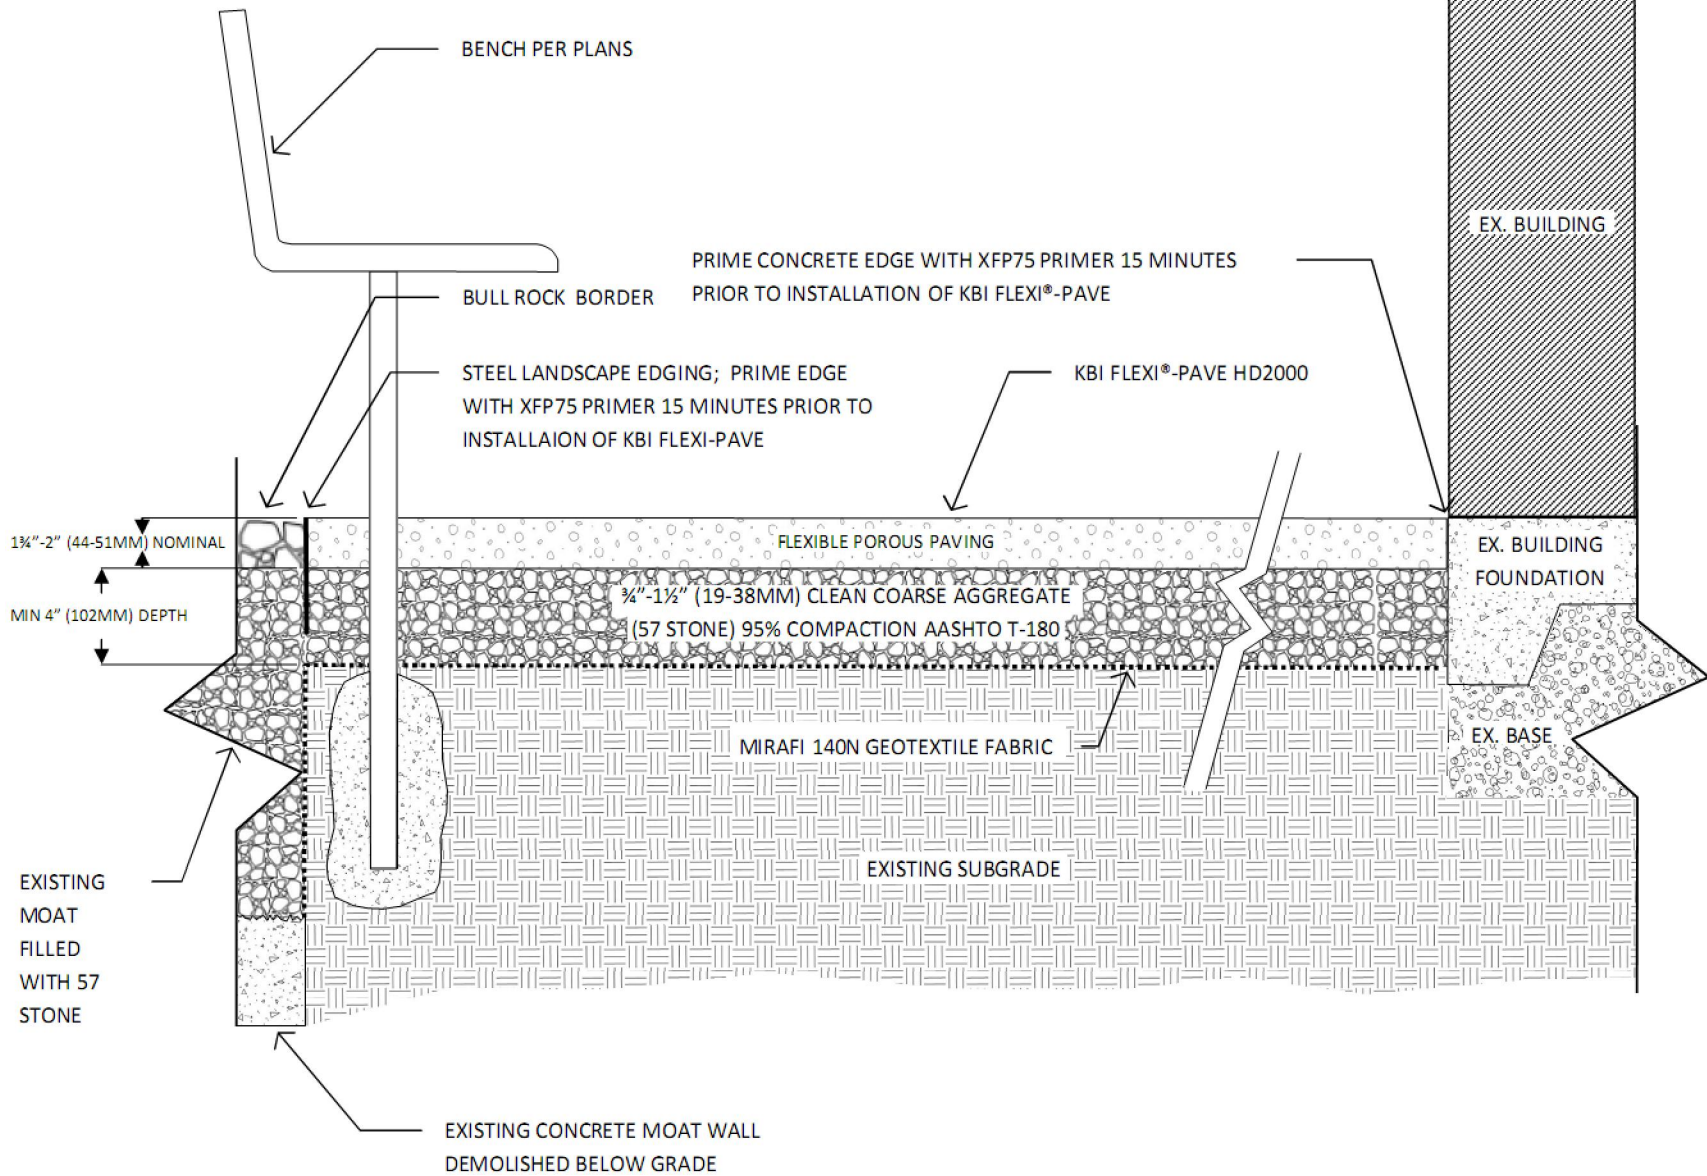 BENCH PER PLANS
EX. BUILDING
PRIME CONCRETE EDGE WITH XFP75 PRIMER 15 MINUTES
PRIOR TO INSTALLATION OF KBI FLEXI®-PAVE
BULL ROCK BORDER
STEEL LANDSCAPE EDGING; PRIME EDGE
WITH XFP75 PRIMER 15 MINUTES PRIOR TO
INSTALLAION OF KBI FLEXI-PAVE
KBI FLEXI®-PAVE HD2000
1¾"-2" (44-51MM) NOMINAL
FLEXIBLE POROUS PAVING
EX. BUILDING
FOUNDATION
MIN 4" (102MM) DEPTH
¾"-1½" (19-38MM) CLEAN COARSE AGGREGATE
(57 STONE) 95% COMPACTION AASHTO T-180
MIRAFI 140N GEOTEXTILE FABRIC
EX. BASE
EXISTING SUBGRADE
EXISTING
MOAT
FILLED
WITH 57
STONE
EXISTING CONCRETE MOAT WALL
DEMOLISHED BELOW GRADE